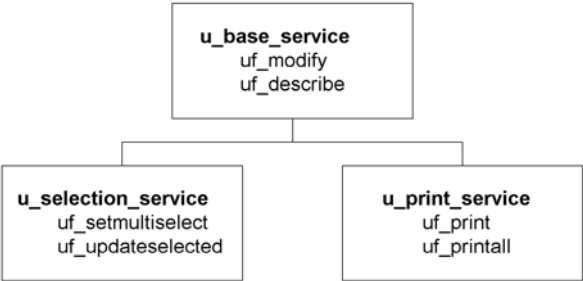 u_base_service
uf_modify
uf_describe
u_selection_service
uf_setmultiselect
uf_updateselected
u_print_service
uf_print
uf_printall